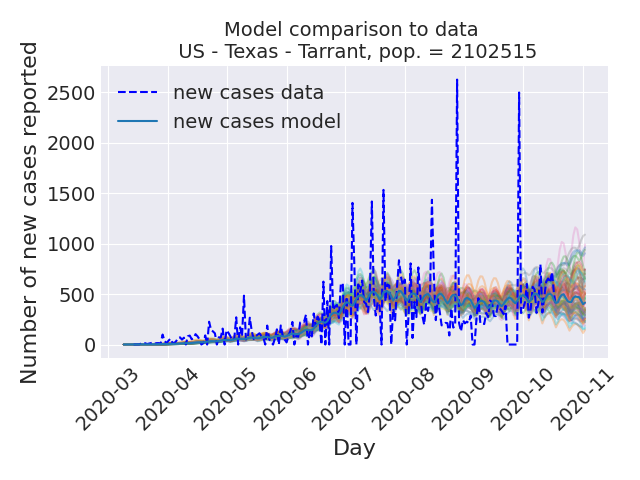 Model comparison to data
US - Texas - Tarrant, pop. = 2102515
new cases data
new cases model
Number of new cases reported
2500
2000
1500
1000
500
0
2020-03
2020-04
2020-05
2020-06
2020-07
2020-08
2020-09
2020-10
2020-11
Day